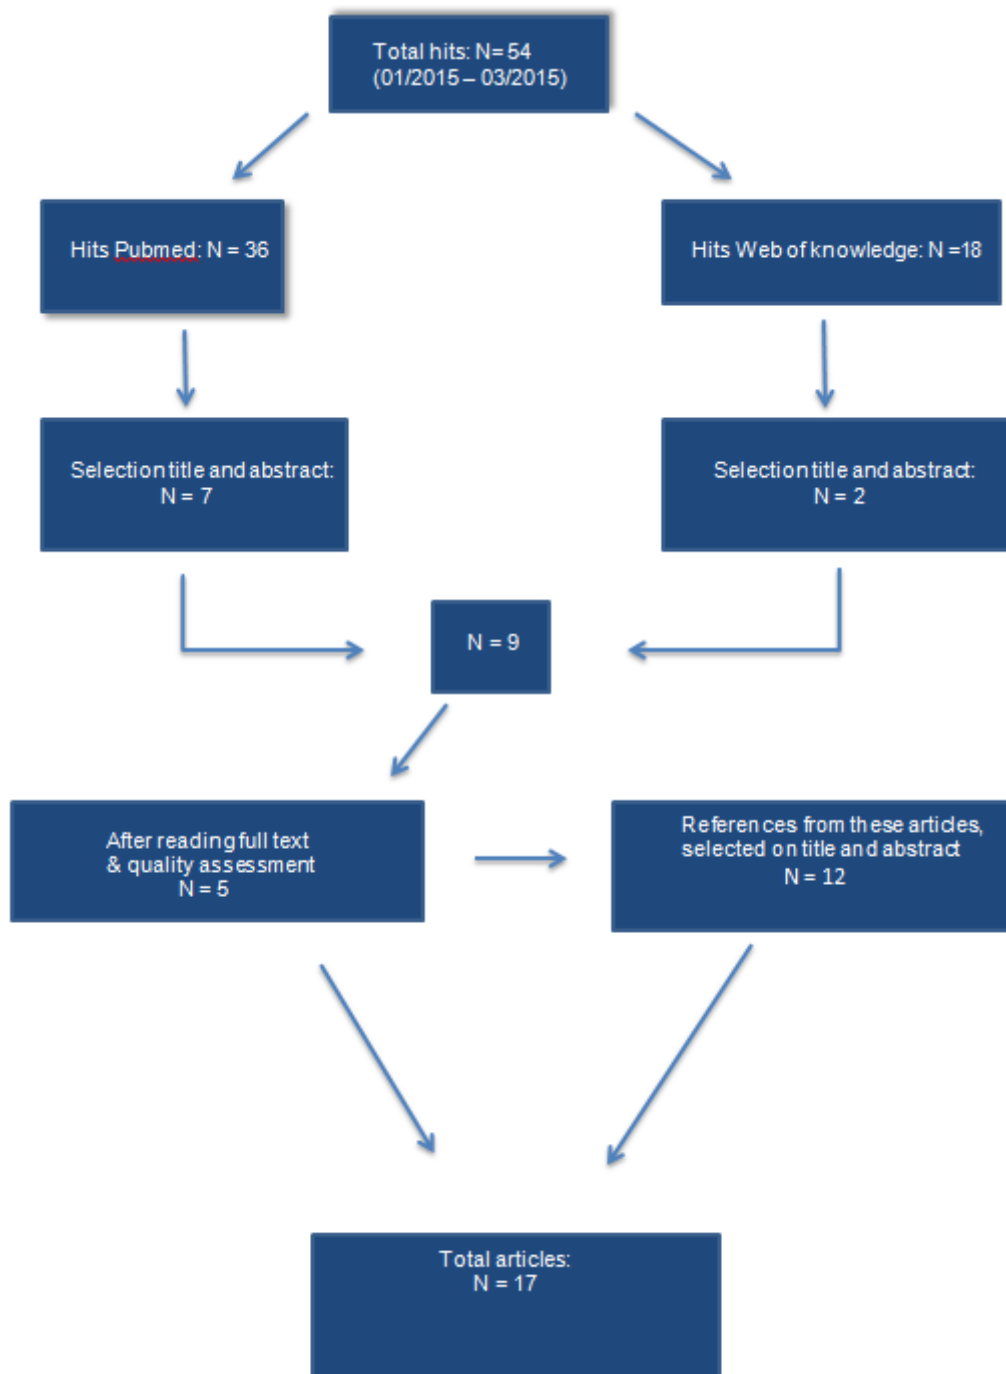 Total hits: N= 54
(01/2015 – 03/2015)
Hits Pubmed: N = 36
Hits Web of knowledge: N =18
Selection title and abstract:
N = 7
Selection title and abstract:
N = 2
N = 9
After reading full text
& quality assessment
N = 5
References from these articles,
selected on title and abstract
N = 12
Total articles:
N = 17